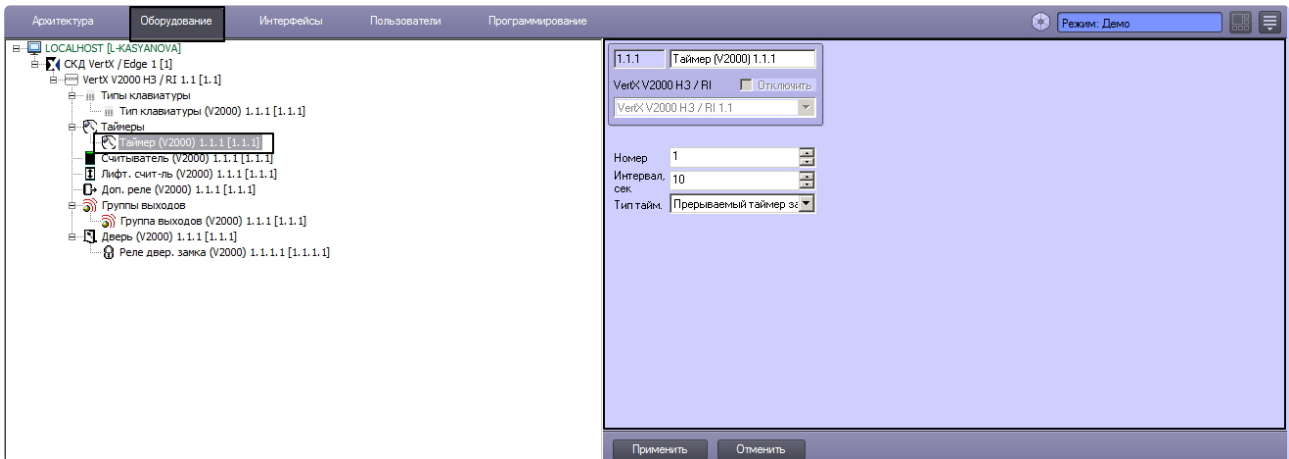 Архитектура Оборудование Интерфейсы Пользователи Программирование Режим: Демо
LOCALHOST [L-KASYANOVA]
СКД VertX / Edge 1 [1]
VertX V2000 H3 / RI 1.1 [1.1]
Типы клавиатуры
Тип клавиатуры (V2000) 1.1.1 [1.1.1]
Таймеры
Таймер (V2000) 1.1.1 [1.1.1]
Считыватель (V2000) 1.1.1 [1.1.1]
Лифт. счит-ль (V2000) 1.1.1 [1.1.1]
Доп. реле (V2000) 1.1.1 [1.1.1]
Группы выходов
Группа выходов (V2000) 1.1.1 [1.1.1]
Дверь (V2000) 1.1.1 [1.1.1]
Реле двер. замка (V2000) 1.1.1.1 [1.1.1.1]
1.1.1 Таймер (V2000) 1.1.1
VertX V2000 H3 / RI Отключить
VertX V2000 H3 / RI 1.1
Номер 1
Интервал, сек 10
Тип тайм. Прерываемый таймер за
Применить Отменить